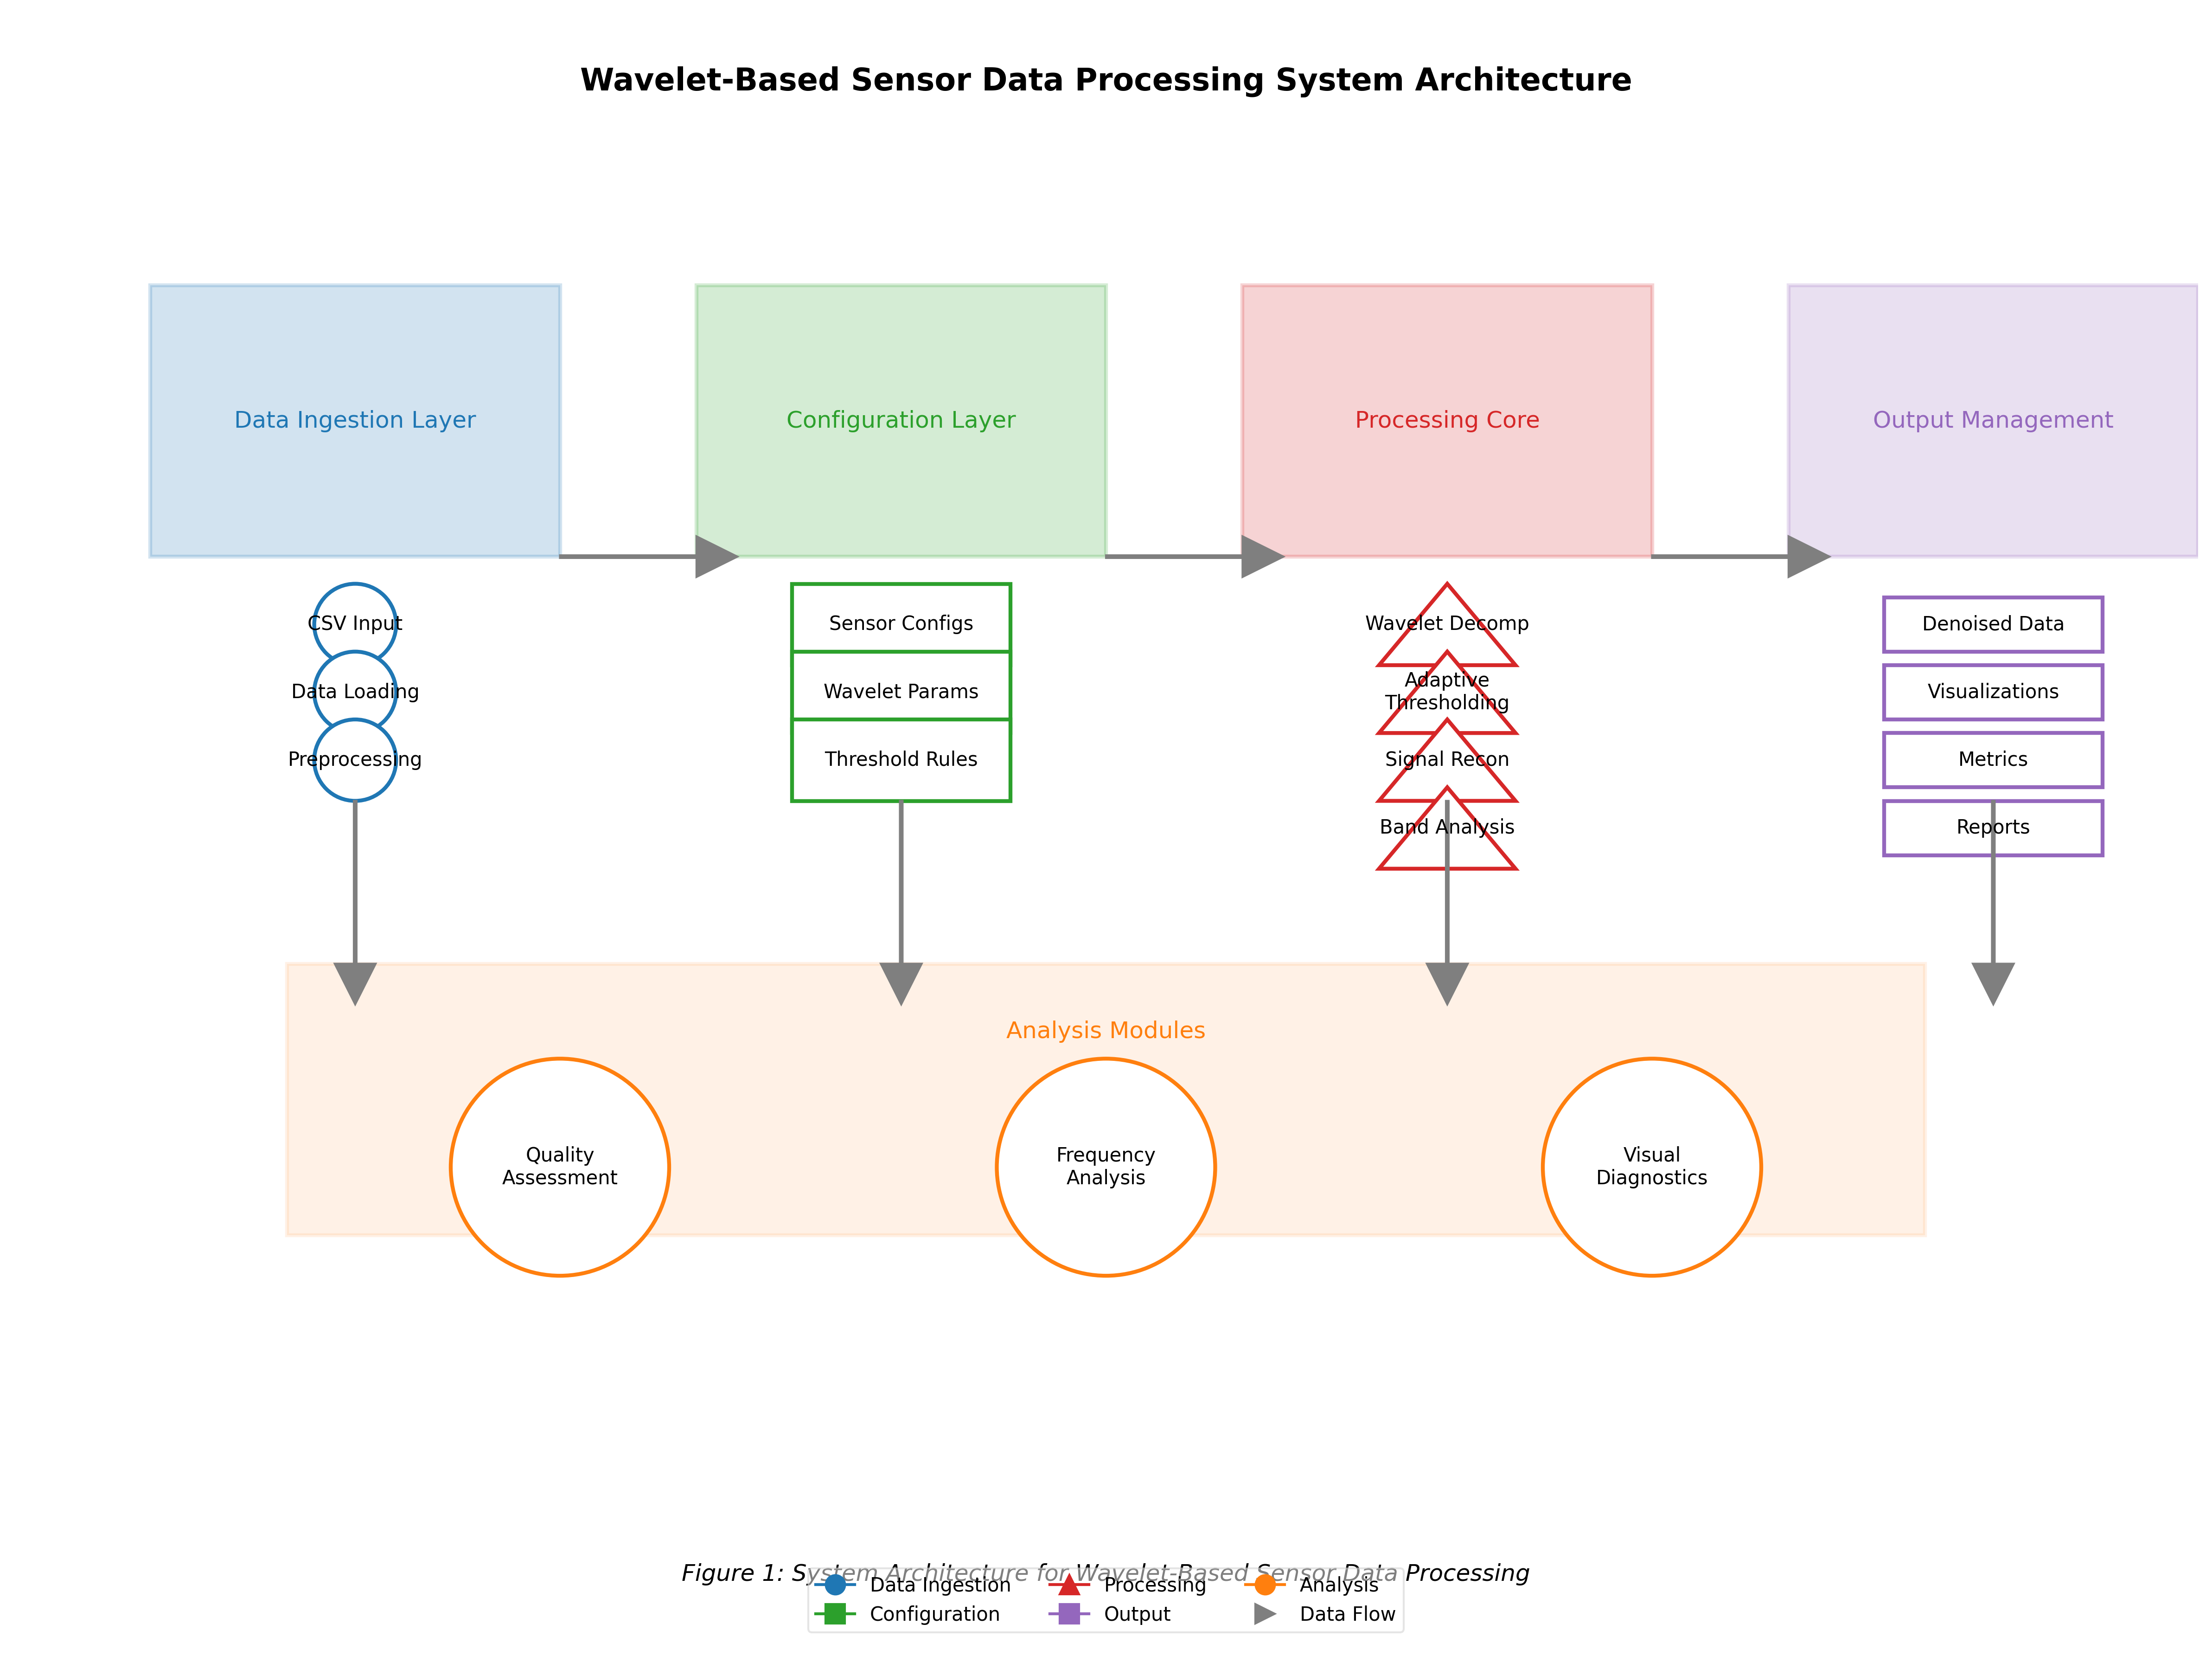 Wavelet-Based Sensor Data Processing System Architecture
Data Ingestion Layer
Configuration Layer
Processing Core
Output Management
CSV Input
Data Loading
Preprocessing
Sensor Configs
Wavelet Params
Threshold Rules
Wavelet Decomp
Adaptive
Thresholding
Signal Recon
Band Analysis
Denoised Data
Visualizations
Metrics
Reports
Analysis Modules
Quality
Assessment
Frequency
Analysis
Visual
Diagnostics
Figure 1: System Architecture for Wavelet-Based Sensor Data Processing
Data Ingestion
Configuration
Processing
Output
Analysis
Data Flow